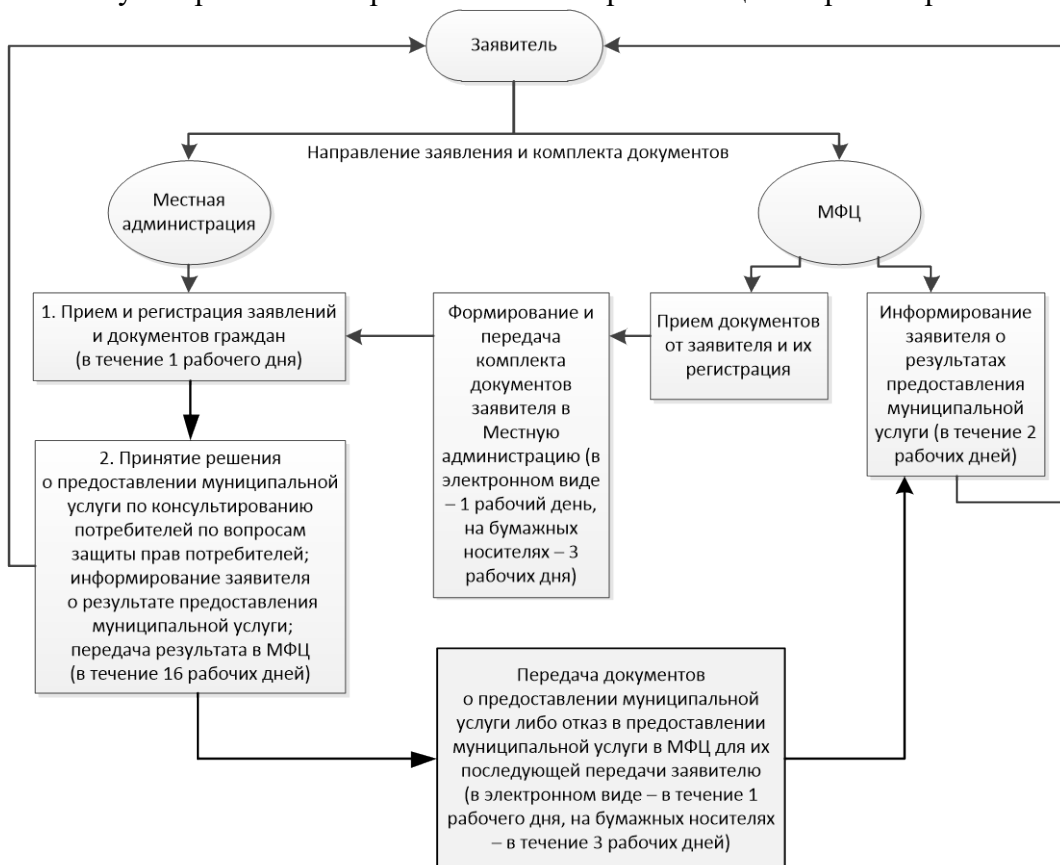 Заявитель
Направление заявления и комплекта документов
Местная
администрация
МФЦ
1. Прием и регистрация заявлений
и документов граждан
(в течение 1 рабочего дня)
Формирование и
передача
комплекта
документов
заявителя в
Местную
администрацию (в
электронном виде
– 1 рабочий день,
на бумажных
носителях – 3
рабочих дня)
Прием документов
от заявителя и их
регистрация
Информирование
заявителя о
результатах
предоставления
муниципальной
услуги (в течение 2
рабочих дней)
2. Принятие решения
о предоставлении муниципальной
услуги по консультированию
потребителей по вопросам
защиты прав потребителей;
информирование заявителя
о результате предоставления
муниципальной услуги;
передача результата в МФЦ
(в течение 16 рабочих дней)
Передача документов
о предоставлении муниципальной
услуги либо отказ в предоставлении
муниципальной услуги в МФЦ для их
последующей передачи заявителю
(в электронном виде – в течение 1
рабочего дня, на бумажных носителях
– в течение 3 рабочих дней)